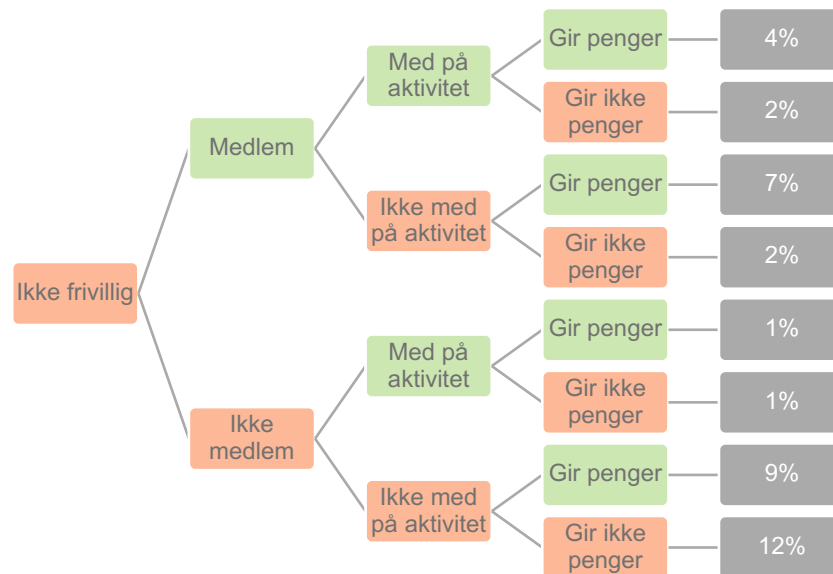 Gir penger
4%
Med på
aktivitet
Gir ikke
penger
2%
Medlem
Gir penger
7%
Ikke med
på aktivitet
Gir ikke
penger
2%
Ikke frivillig
Gir penger
1%
Med på
aktivitet
Gir ikke
penger
1%
Ikke
medlem
Gir penger
9%
Ikke med
på aktivitet
Gir ikke
penger
12%